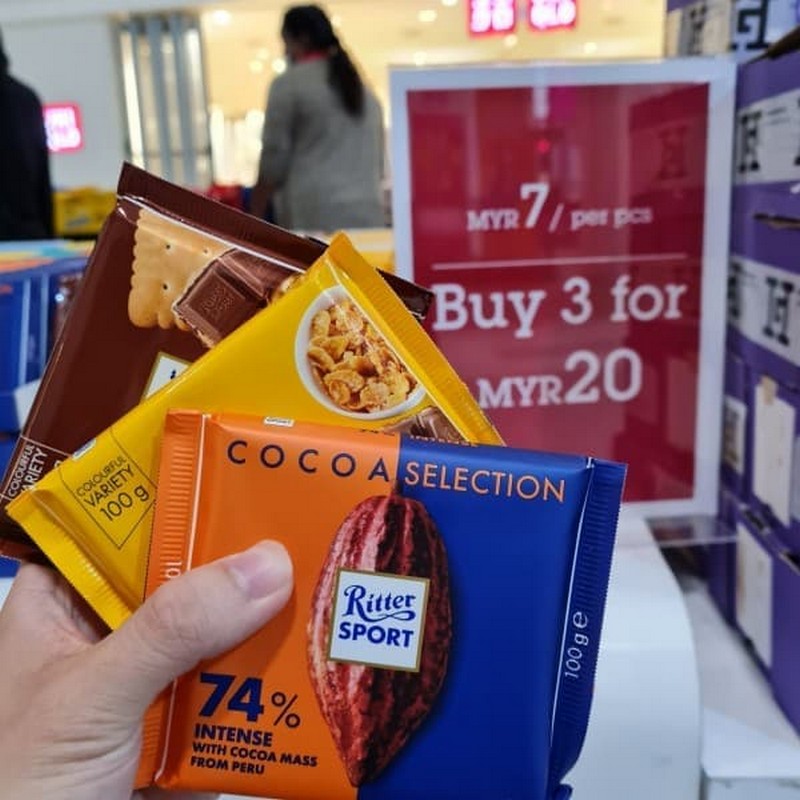 MYR7/ per pcs
Buy 3 for
MYR20
COLOURFUL
VARIETY
COLOURFUL
VARIETY
100 g
COCOA SELECTION
Ritter
SPORT
74%
INTENSE
WITH COCOA MASS
FROM PERU
100 g e